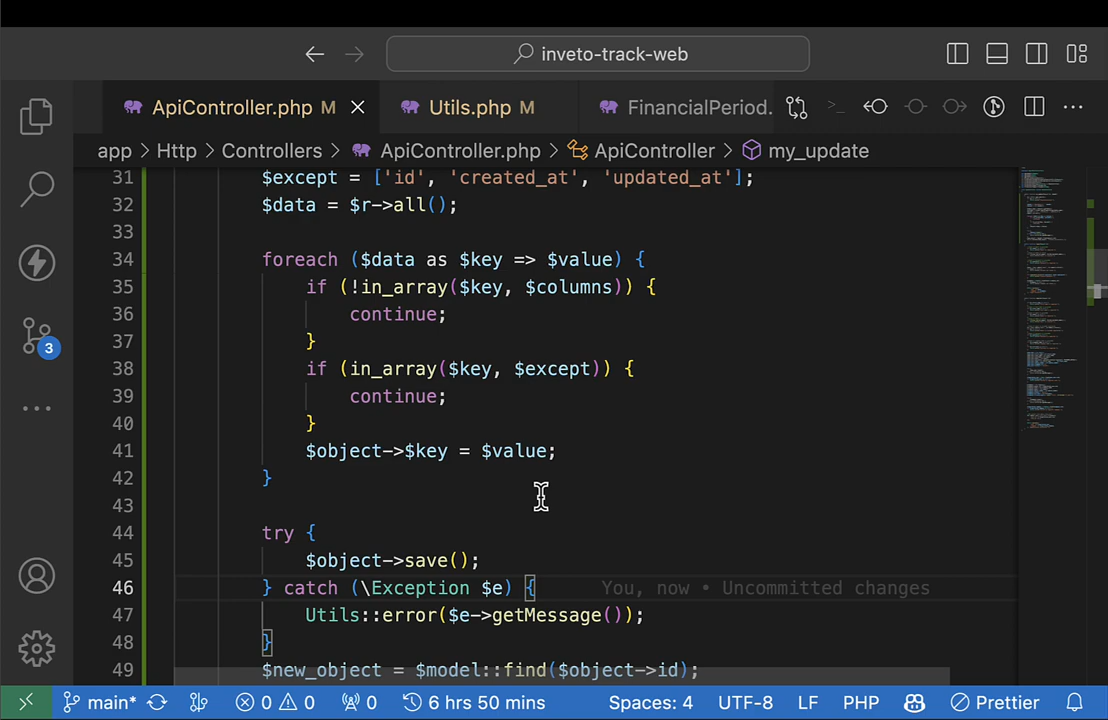 inveto-track-web
ApiController.php M
Utils.php M
FinancialPeriod.
app > Http > Controllers > ApiController.php > ApiController > my_update
31 $except = ['id', 'created_at', 'updated_at'];
32 $data = $r->all();
33
34 foreach ($data as $key => $value) {
35 if (!in_array($key, $columns)) {
36 continue;
37 }
38 if (in_array($key, $except)) {
39 continue;
40 }
41 $object->$key = $value;
42 }
43
44 try {
45 $object->save();
46 } catch (\Exception $e) { You, now • Uncommitted changes
47 Utils::error($e->getMessage());
48 }
49 $new_object = $model::find($object->id);
3
main* 0 0 0 6 hrs 50 mins Spaces: 4 UTF-8 LF PHP Prettier